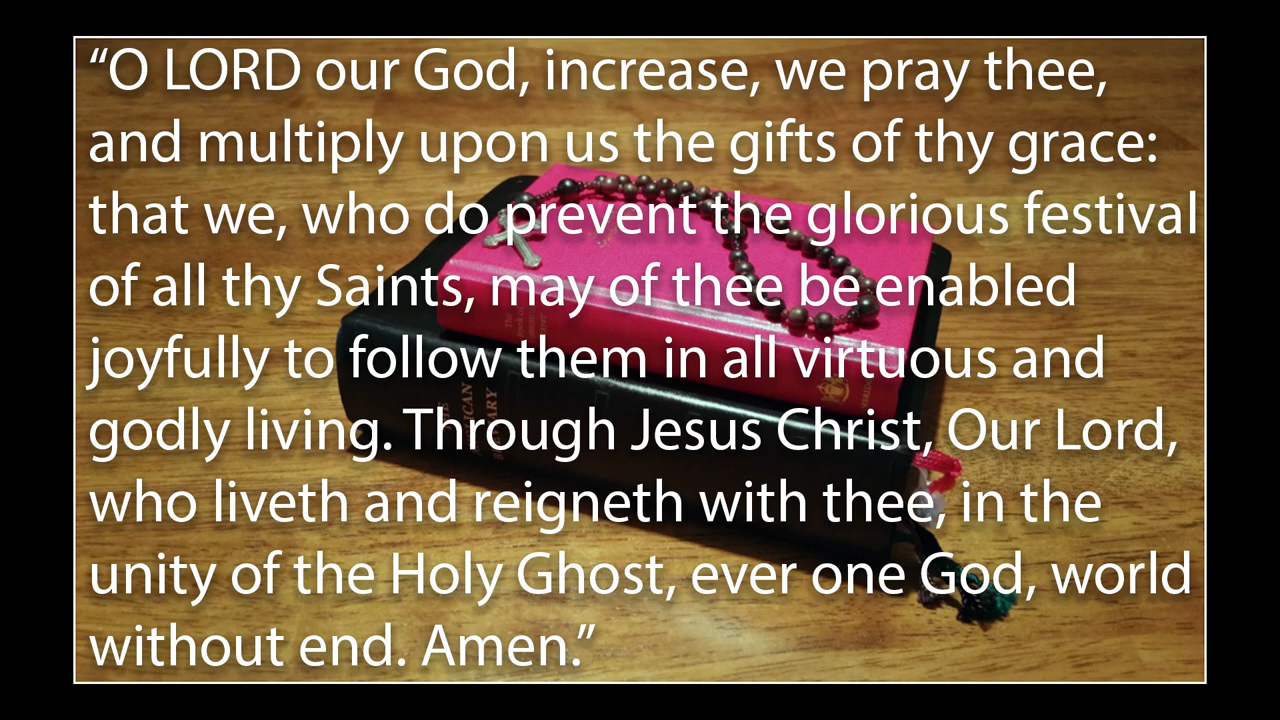 “O LORD our God, increase, we pray thee,
and multiply upon us the gifts of thy grace:
that we, who do prevent the glorious festival
of all thy Saints, may of thee be enabled
joyfully to follow them in all virtuous and
godly living. Through Jesus Christ, Our Lord,
who liveth and reigneth with thee, in the
unity of the Holy Ghost, ever one God, world
without end. Amen.”